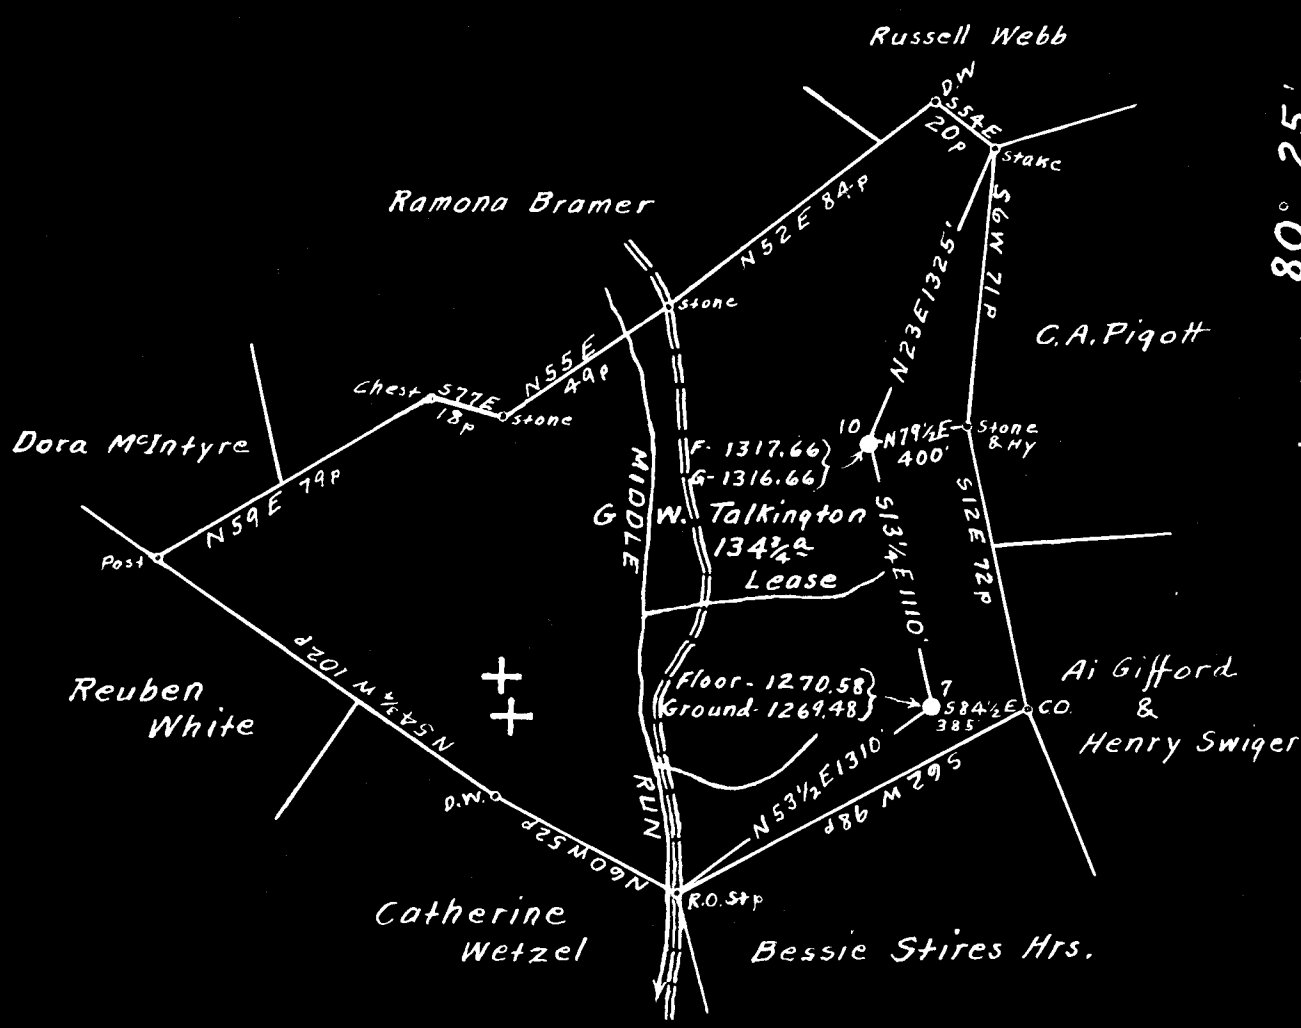 Russell Webb
D.W
S54E
20p
Stake
80° 25'
Ramona Bramer
N52E 84p
S6W 71p
N23E1325'
Stone
C.A. Pigott
N55E
49p
Chest
S77E
18p
Stone
Dora McIntyre
10
N79½E
400'
Stone
& Hy
F- 1317.66
G- 1316.66
N59E 79p
MIDDLE
G W. Talkington
134¾a
Lease
S13¼E 1110'
S12E 72p
Post
N54¾W 102p
Reuben
White
Floor - 1270.58
Ground - 1269.48
7
S84½E
385'
C.O.
Ai Gifford
&
Henry Swiger
N53½E1310'
S62W 98p
RUN
D.W.
N60W52p
R.O. Stp
Catherine
Wetzel
Bessie Stires Hrs.